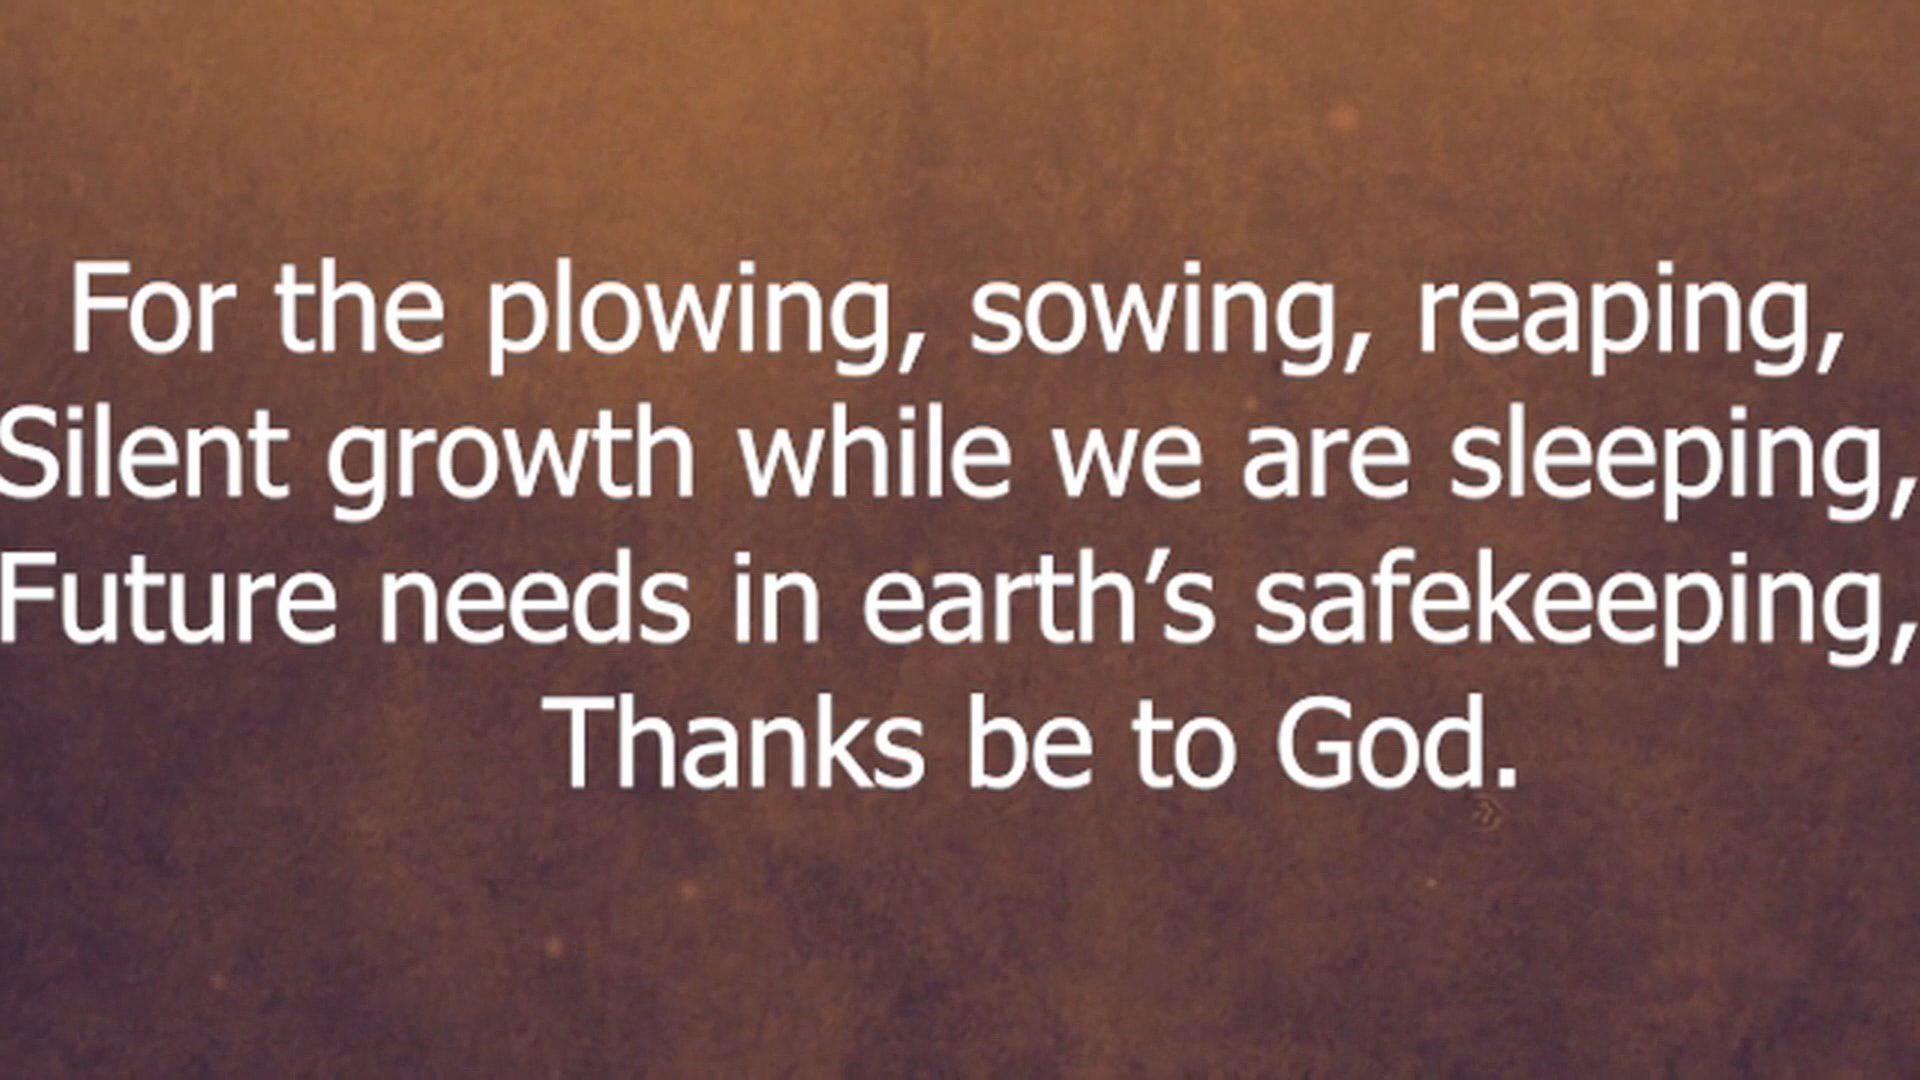 For the plowing, sowing, reaping,
Silent growth while we are sleeping,
Future needs in earth’s safekeeping,
Thanks be to God.